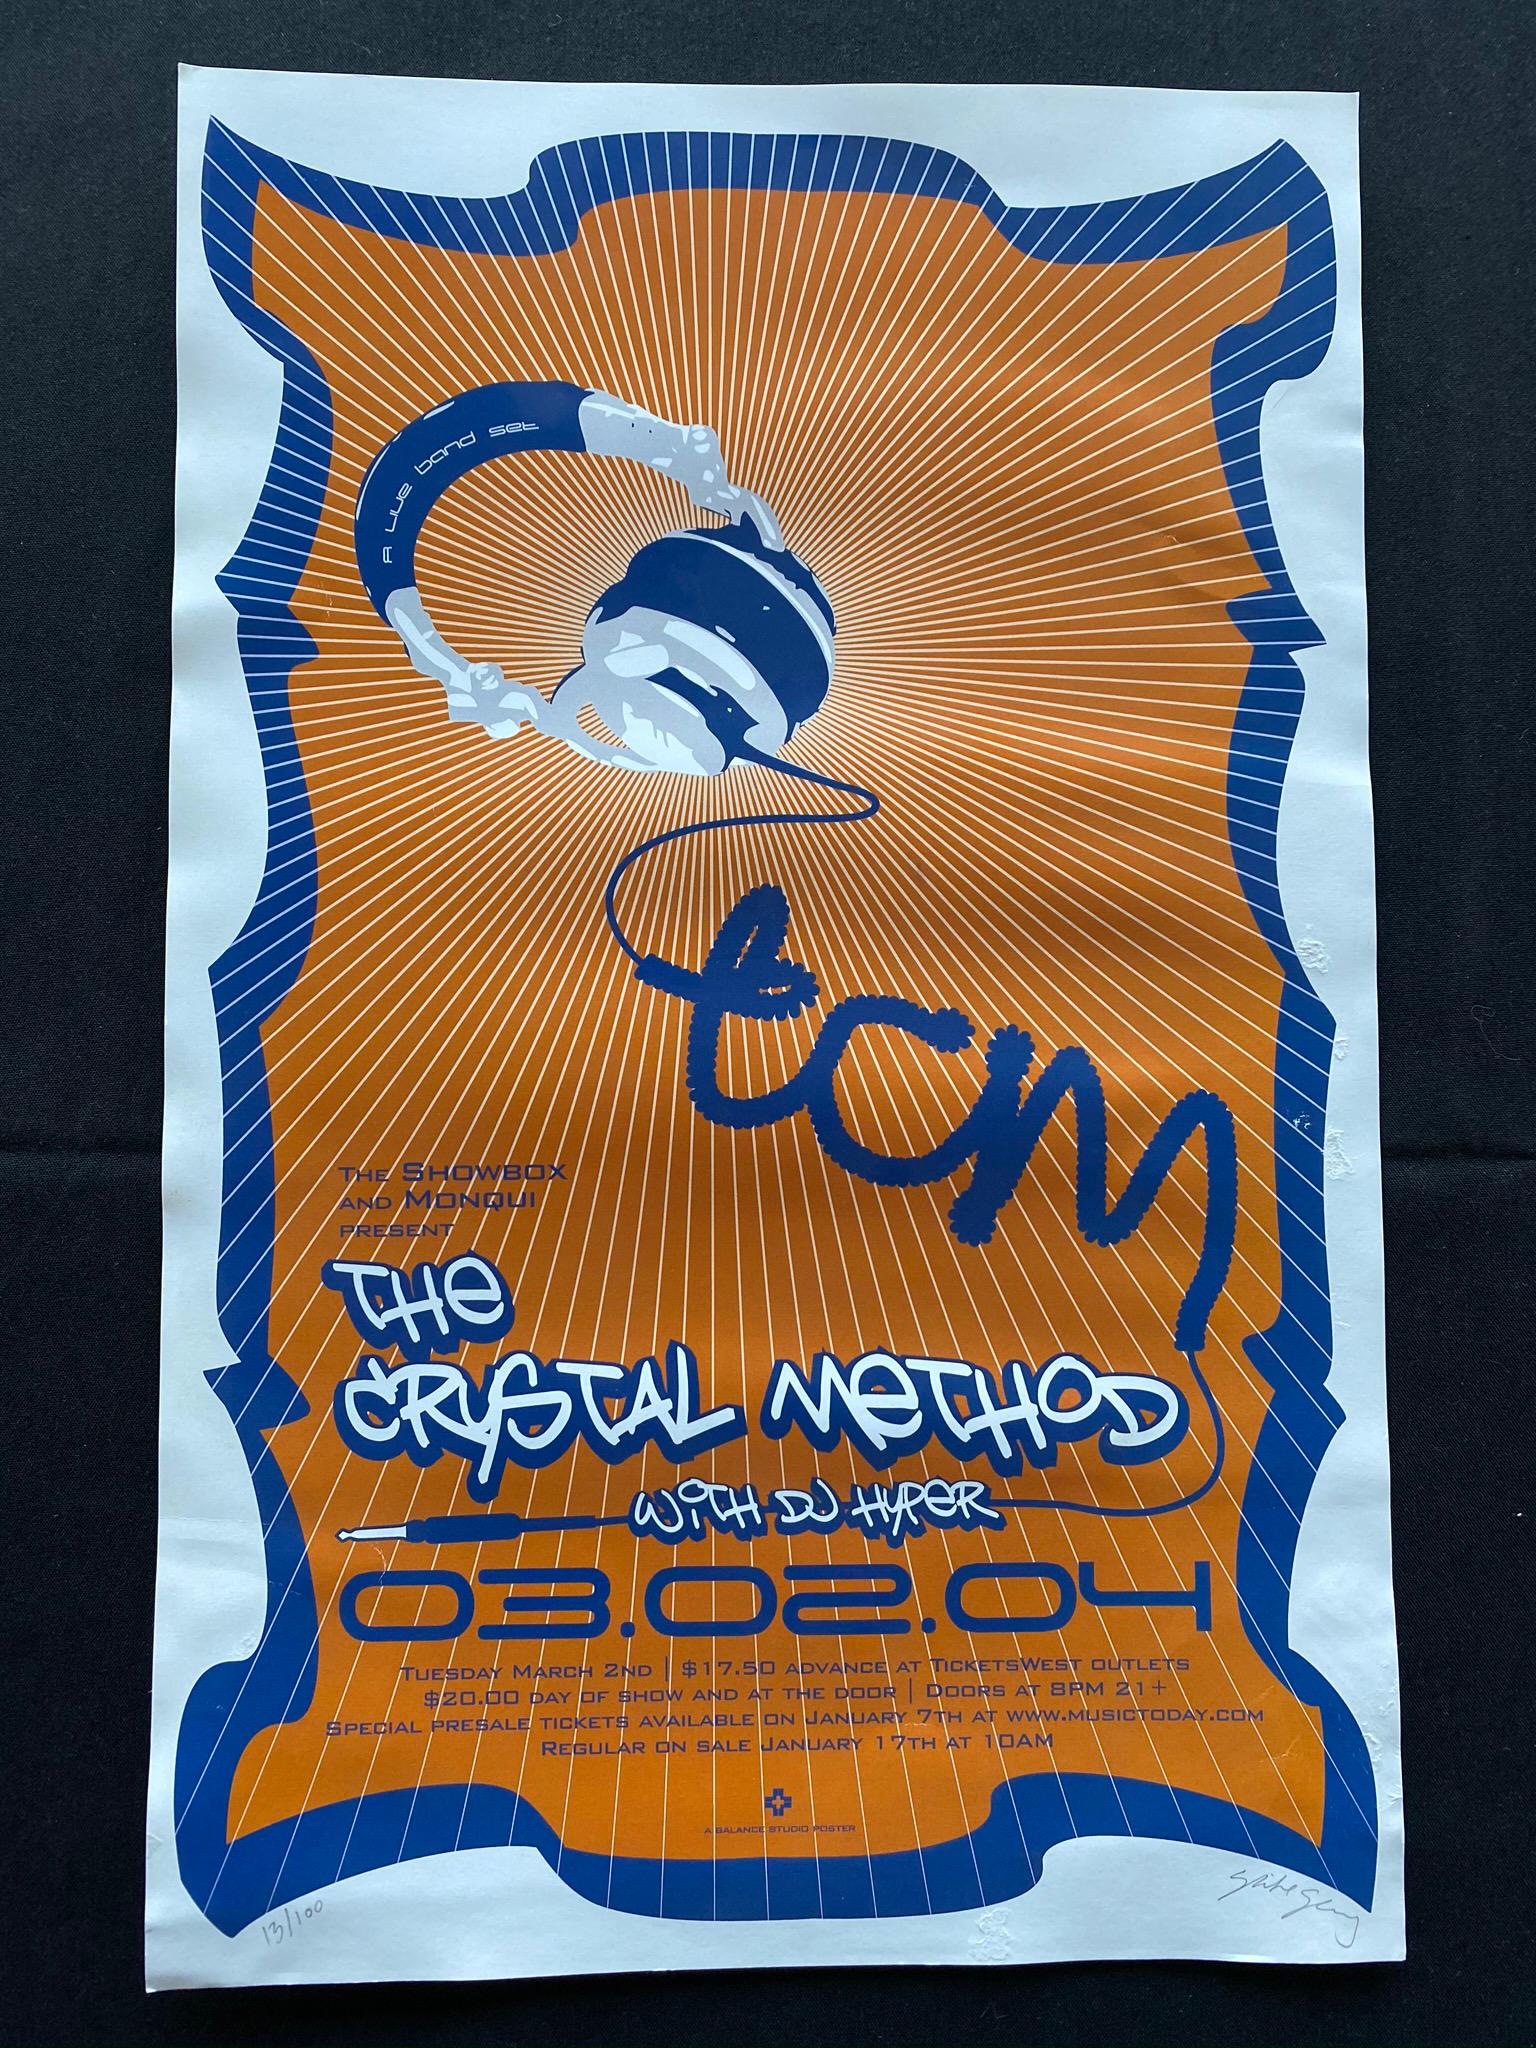 A LIVE BAND SET
tcm
THE SHOWBOX
AND MONQUI
PRESENT
THE
CRYSTAL METHOD
WITH DJ HYPER
03.02.04
TUESDAY MARCH 2ND | $17.50 ADVANCE AT TICKETSWEST OUTLETS
$20.00 DAY OF SHOW AND AT THE DOOR | DOORS AT 8PM 21+
SPECIAL PRESALE TICKETS AVAILABLE ON JANUARY 7TH AT WWW.MUSICTODAY.COM
REGULAR ON SALE JANUARY 17TH AT 10AM
A BALANCE STUDIO POSTER
13/100